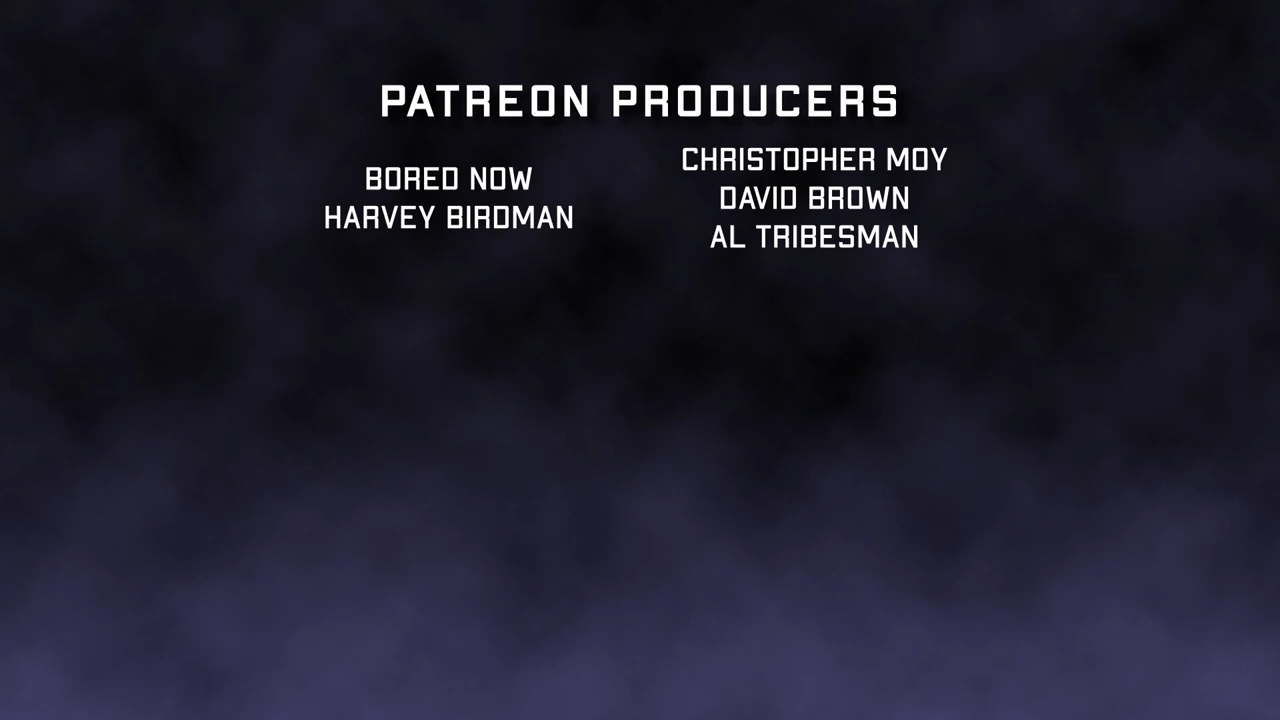 PATREON PRODUCERS
BORED NOW
HARVEY BIRDMAN
CHRISTOPHER MOY
DAVID BROWN
AL TRIBESMAN